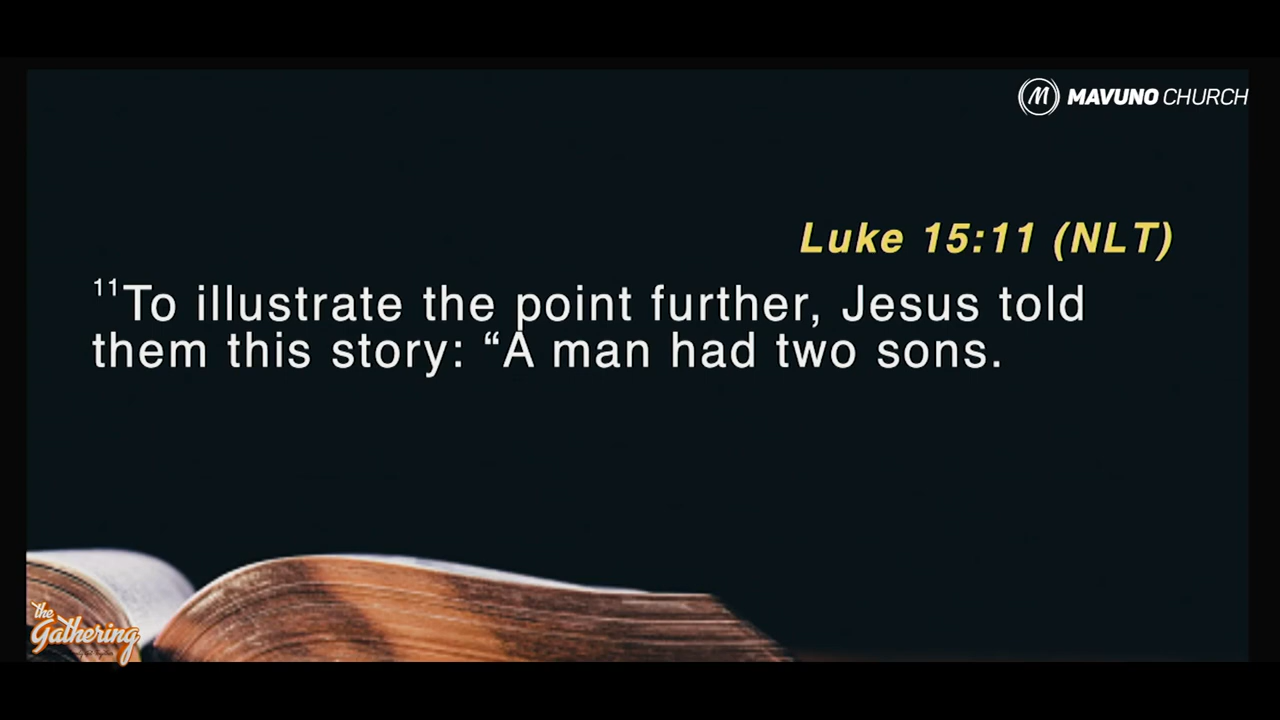 MAVUNO CHURCH
Luke 15:11 (NLT)
11To illustrate the point further, Jesus told
them this story: “A man had two sons.
the
Gathering